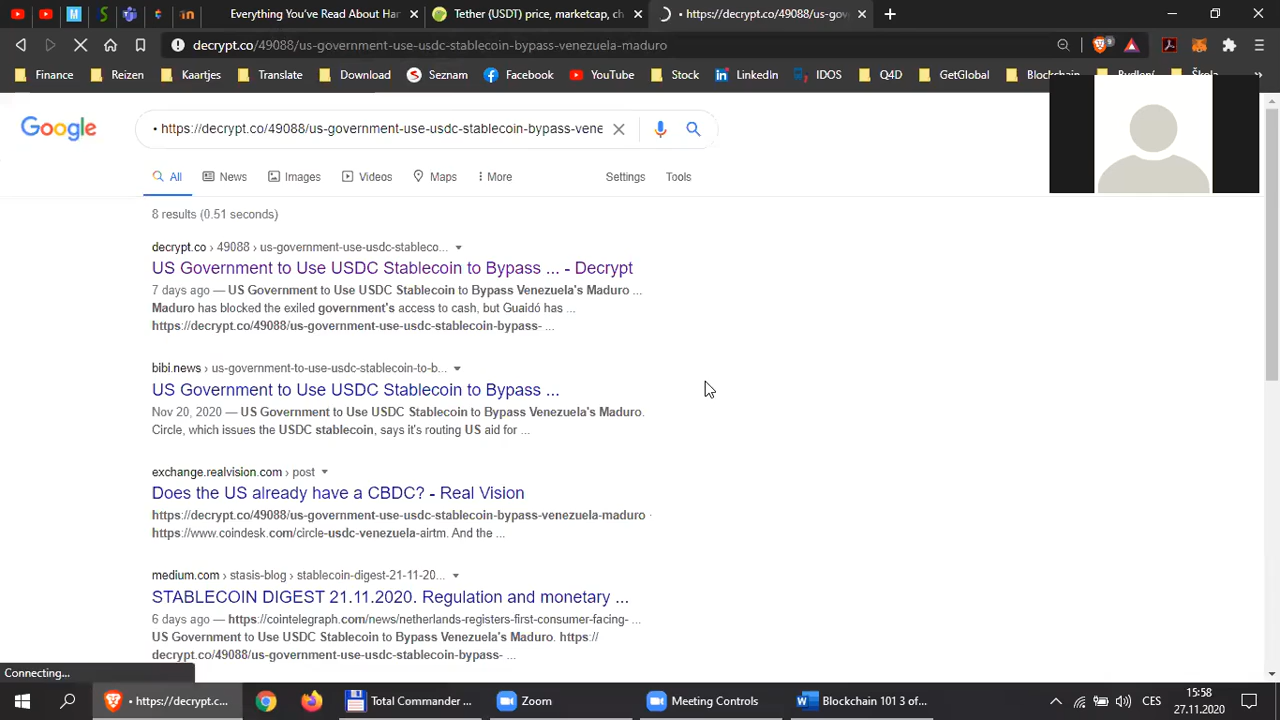 M
S
in
Everything You've Read About Har
Tether (USDT) price, marketcap, ch
• https://decrypt.co/49088/us-gov
decrypt.co/49088/us-government-use-usdc-stablecoin-bypass-venezuela-maduro
9
Finance
Reizen
Kaartjes
Translate
Download
Seznam
Facebook
YouTube
Stock
LinkedIn
IDOS
Q4D
GetGlobal
Blockchain
Bydlení
Škola
Google
• https://decrypt.co/49088/us-government-use-usdc-stablecoin-bypass-vene
All
News
Images
Videos
Maps
More
Settings
Tools
8 results (0.51 seconds)
decrypt.co › 49088 › us-government-use-usdc-stableco...
US Government to Use USDC Stablecoin to Bypass ... - Decrypt
7 days ago — US Government to Use USDC Stablecoin to Bypass Venezuela's Maduro ...
Maduro has blocked the exiled government's access to cash, but Guaidó has ...
https://decrypt.co/49088/us-government-use-usdc-stablecoin-bypass- ...
bibi.news › us-government-to-use-usdc-stablecoin-to-b...
US Government to Use USDC Stablecoin to Bypass ...
Nov 20, 2020 — US Government to Use USDC Stablecoin to Bypass Venezuela's Maduro.
Circle, which issues the USDC stablecoin, says it's routing US aid for ...
exchange.realvision.com › post
Does the US already have a CBDC? - Real Vision
https://decrypt.co/49088/us-government-use-usdc-stablecoin-bypass-venezuela-maduro ·
https://www.coindesk.com/circle-usdc-venezuela-airtm. And the ...
medium.com › stasis-blog › stablecoin-digest-21-11-20...
STABLECOIN DIGEST 21.11.2020. Regulation and monetary ...
6 days ago — https://cointelegraph.com/news/netherlands-registers-first-consumer-facing- ...
US Government to Use USDC Stablecoin to Bypass Venezuela's Maduro. https://
decrypt.co/49088/us-government-use-usdc-stablecoin-bypass- ...
Connecting...
• https://decrypt.c...
Total Commander ...
Zoom
Meeting Controls
Blockchain 101 3 of...
CES
15:58
27.11.2020